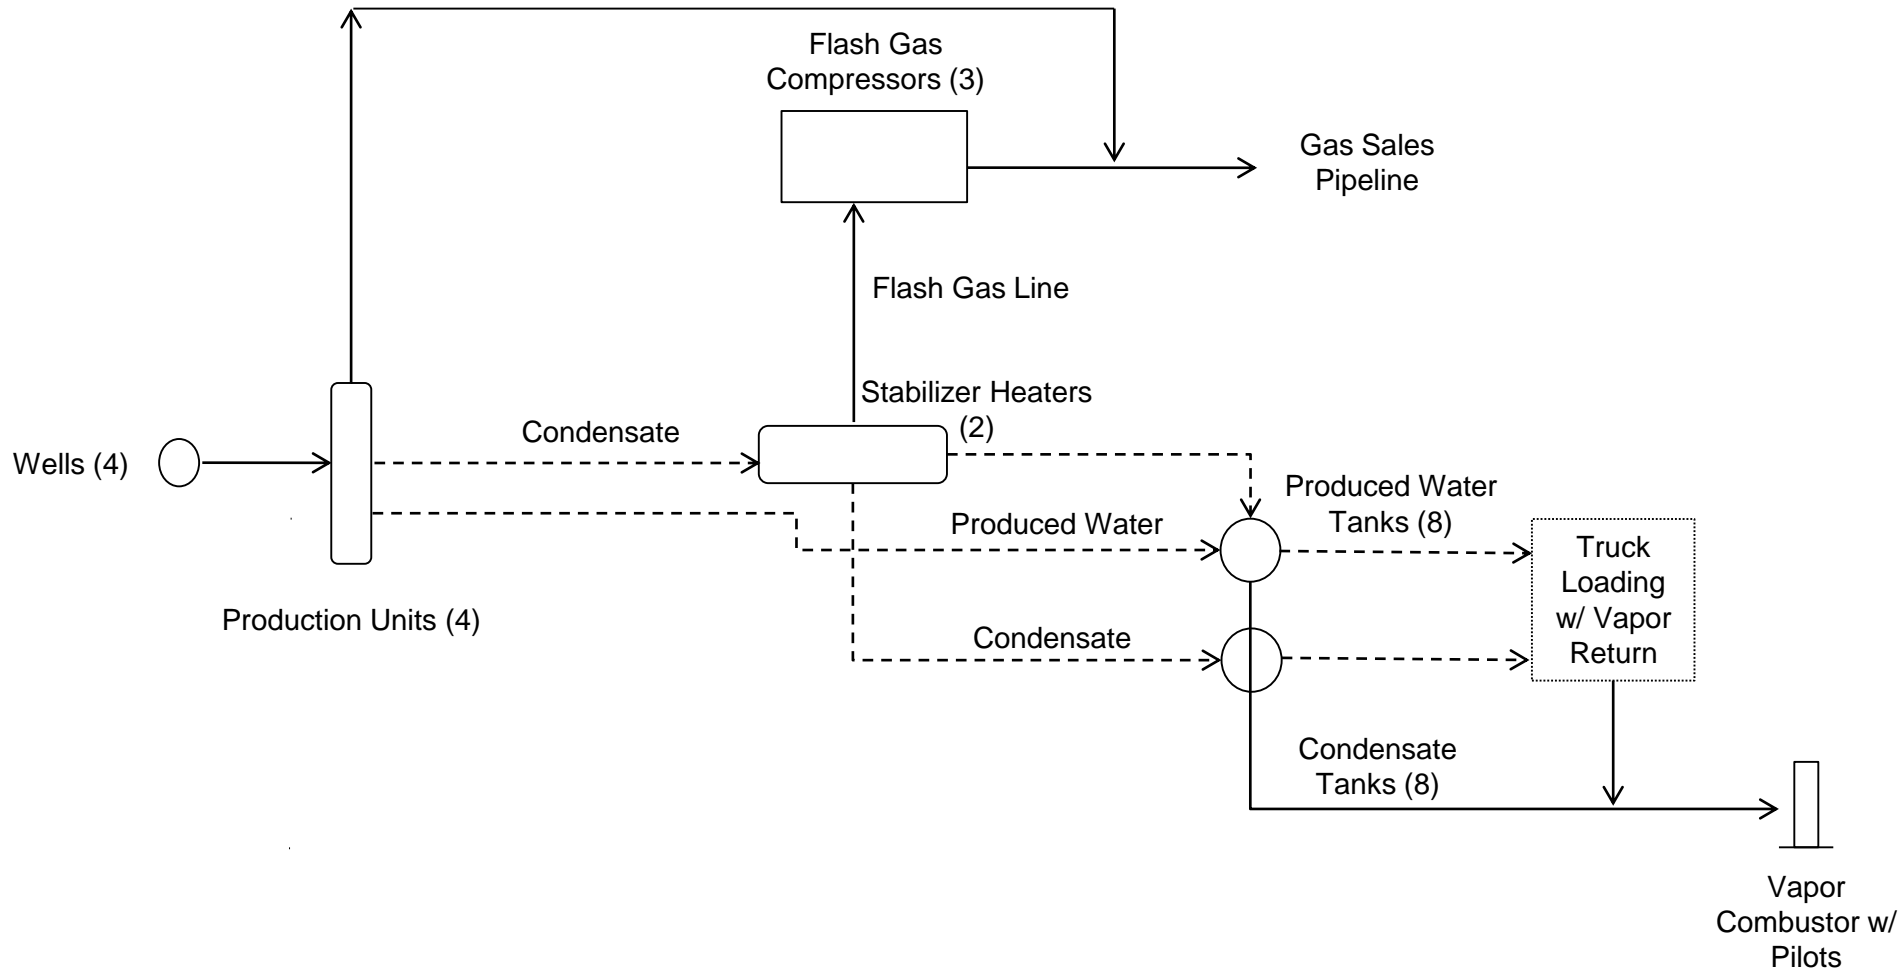 Flash Gas
Compressors (3)
Gas Sales
Pipeline
Flash Gas Line
Stabilizer Heaters
(2)
Condensate
Wells (4)
Produced Water
Tanks (8)
Produced Water
Truck
Loading
w/ Vapor
Return
Production Units (4)
Condensate
Condensate
Tanks (8)
Vapor
Combustor w/
Pilots